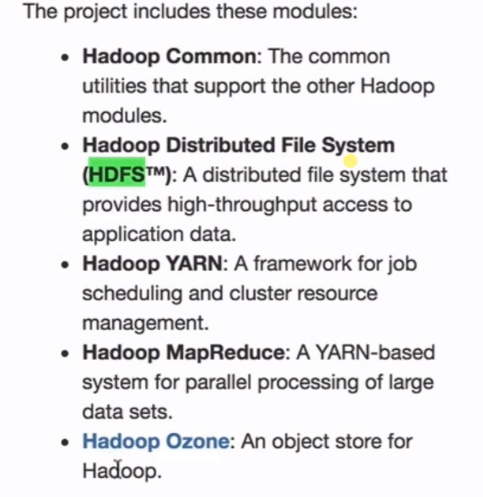 The project includes these modules:
• Hadoop Common: The common
utilities that support the other Hadoop
modules.
• Hadoop Distributed File System
(HDFS™): A distributed file system that
provides high-throughput access to
application data.
• Hadoop YARN: A framework for job
scheduling and cluster resource
management.
• Hadoop MapReduce: A YARN-based
system for parallel processing of large
data sets.
• Hadoop Ozone: An object store for
Hadoop.